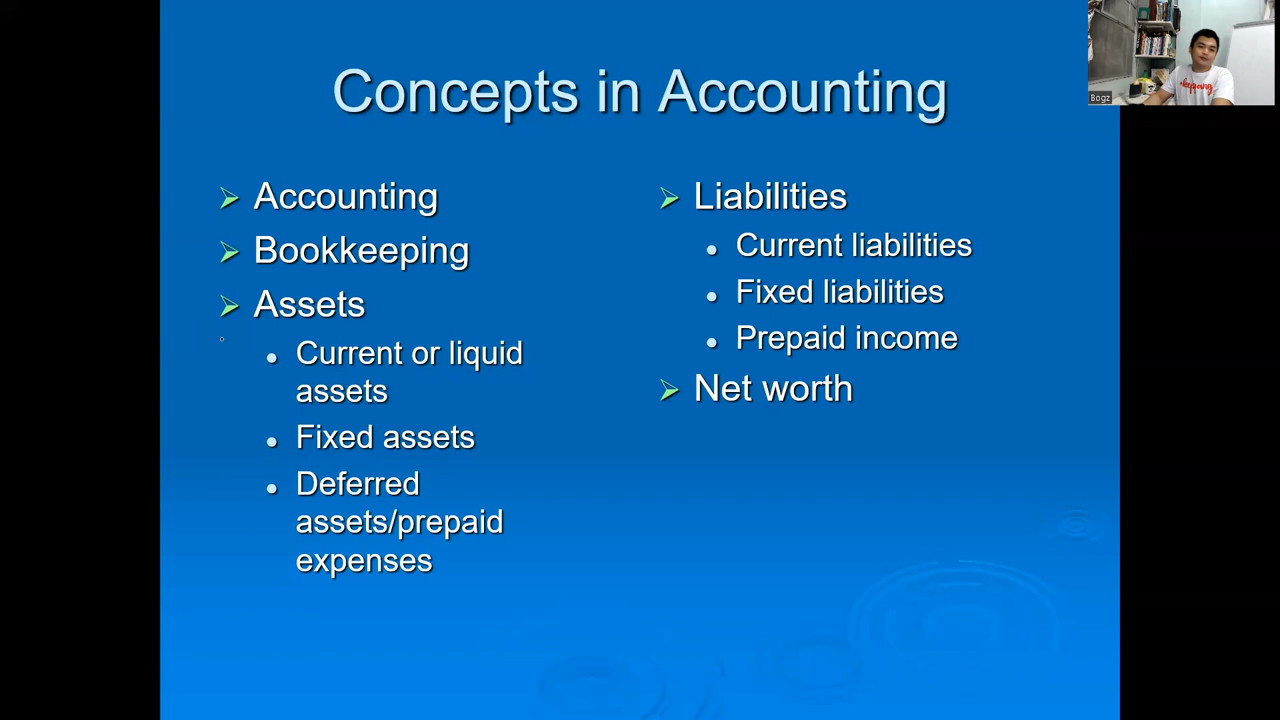 Concepts in Accounting
Accounting
Bookkeeping
Assets
Current or liquid
assets
Fixed assets
Deferred
assets/prepaid
expenses
Liabilities
Current liabilities
Fixed liabilities
Prepaid income
Net worth
Bogz